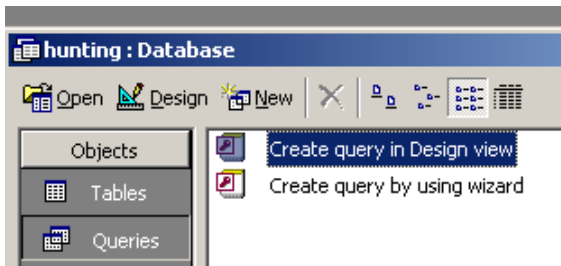 hunting : Database
Open Design New
Objects
Create query in Design view
Tables
Create query by using wizard
Queries